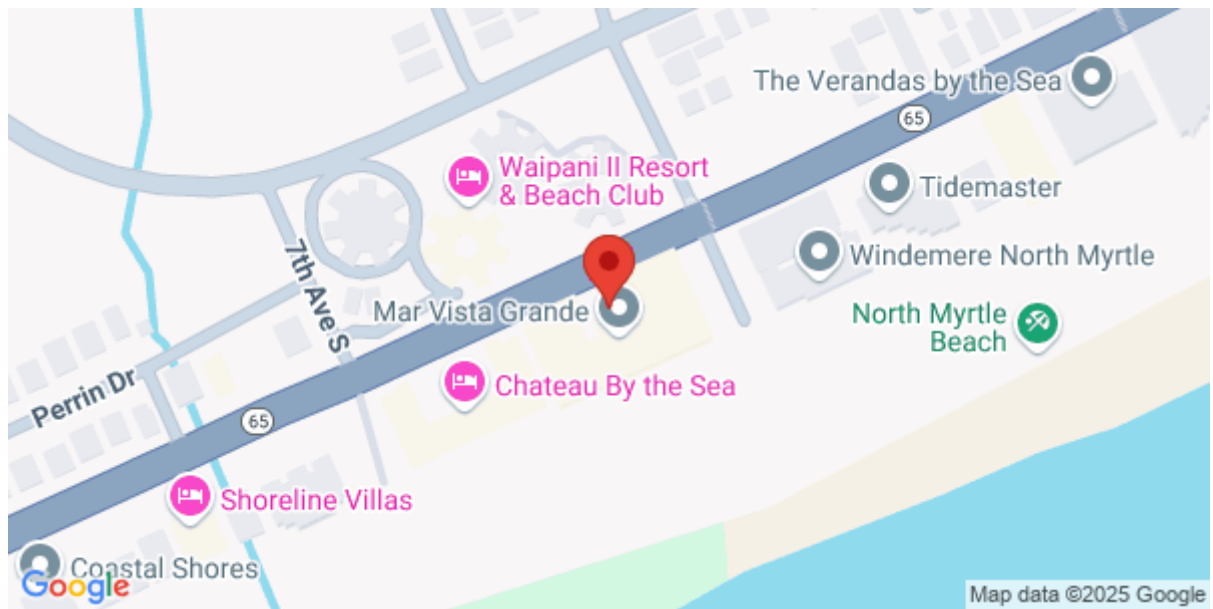 The Verandas by the Sea
65
Waipani II Resort
& Beach Club
Tidemaster
7th Ave S
Windemere North Myrtle
Mar Vista Grande
North Myrtle
Beach
Perrin Dr
Chateau By the Sea
65
Shoreline Villas
Coastal Shores
Google
Map data ©2025 Google